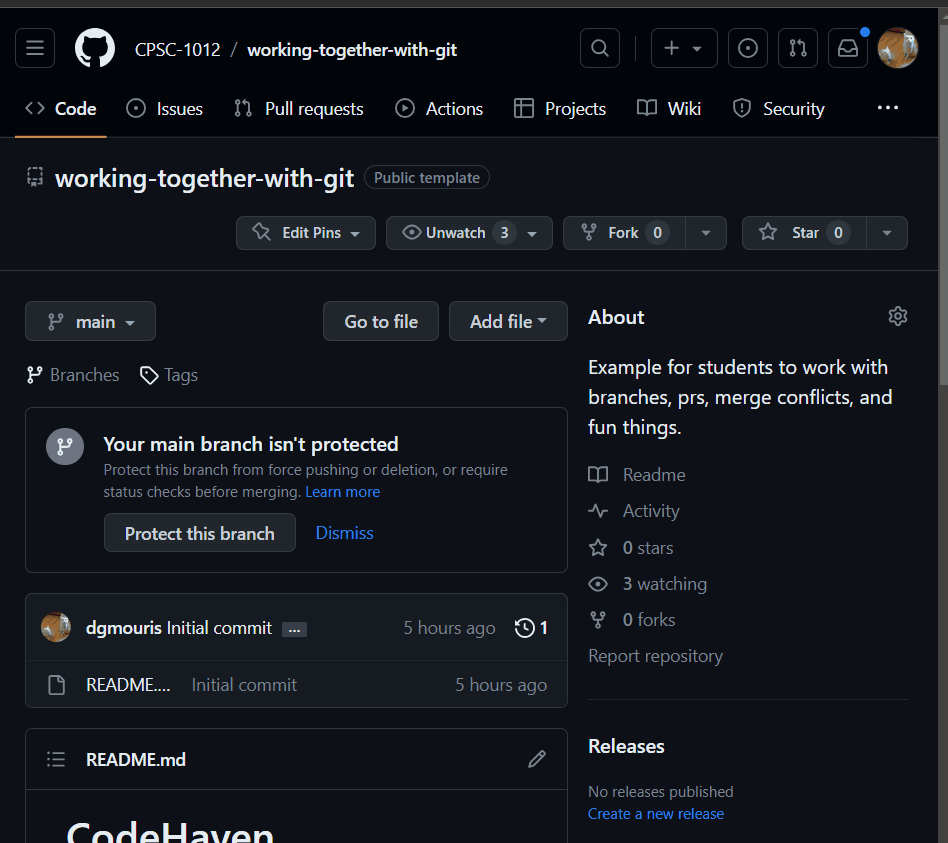 CPSC-1012 / working-together-with-git
Code Issues Pull requests Actions Projects Wiki Security ...
working-together-with-git Public template
Edit Pins Unwatch 3 Fork 0 Star 0
main Go to file Add file
Branches Tags
Your main branch isn't protected
Protect this branch from force pushing or deletion, or require
status checks before merging. Learn more
Protect this branch Dismiss
dgmouris Initial commit ... 5 hours ago 1
README.... Initial commit 5 hours ago
README.md
CodeHaven
About
Example for students to work with
branches, prs, merge conflicts, and
fun things.
Readme
Activity
0 stars
3 watching
0 forks
Report repository
Releases
No releases published
Create a new release